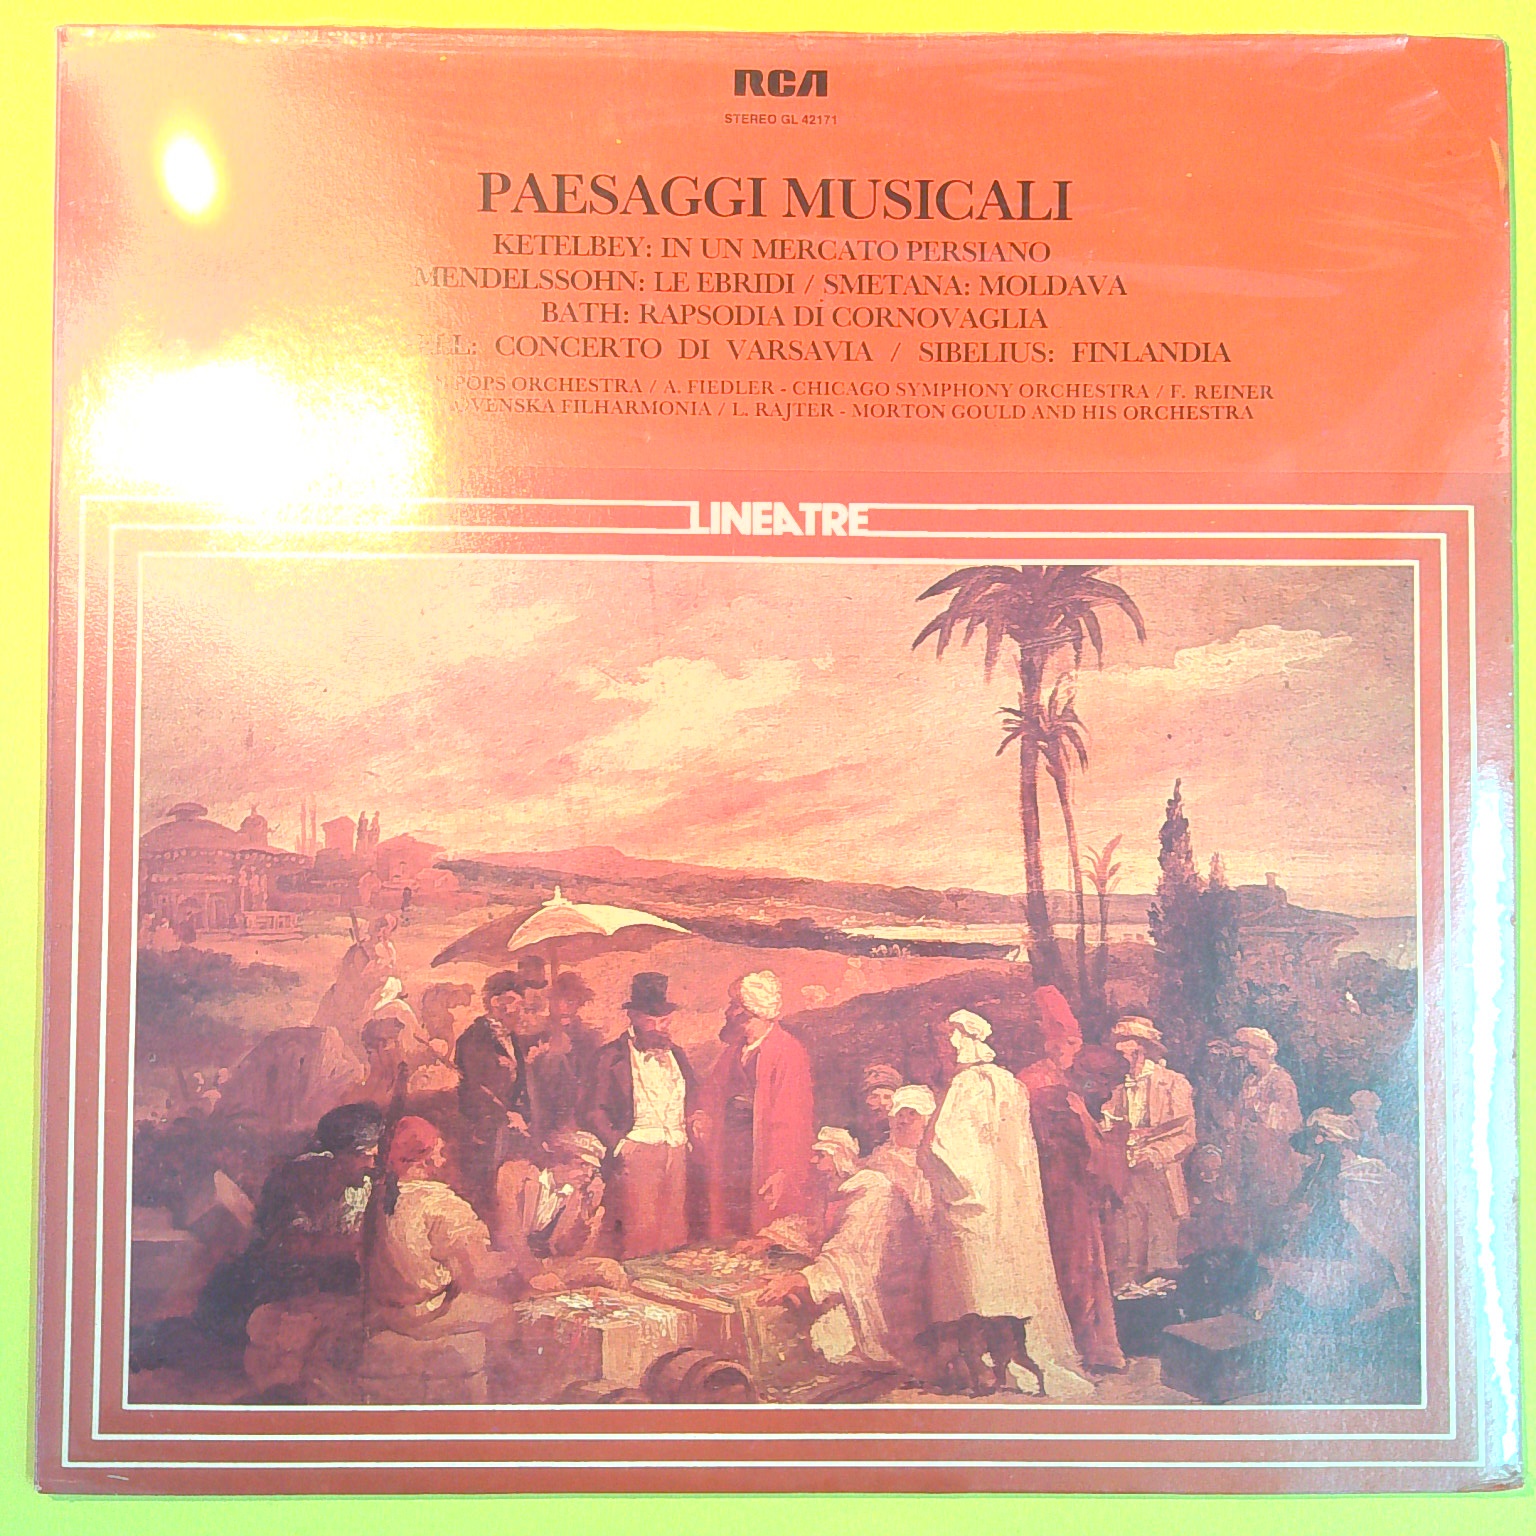 RCA
STEREO GL 42171
PAESAGGI MUSICALI
KETELBEY: IN UN MERCATO PERSIANO
MENDELSSOHN: LE EBRIDI / SMETANA: MOLDAVA
BATH: RAPSODIA DI CORNOVAGLIA
CONCERTO DI VARSAVIA / SIBELIUS: FINLANDIA
POPS ORCHESTRA / A. FIEDLER - CHICAGO SYMPHONY ORCHESTRA / F. REINER
FILHARMONIA / L. RAJTER - MORTON GOULD AND HIS ORCHESTRA
LINEATRE